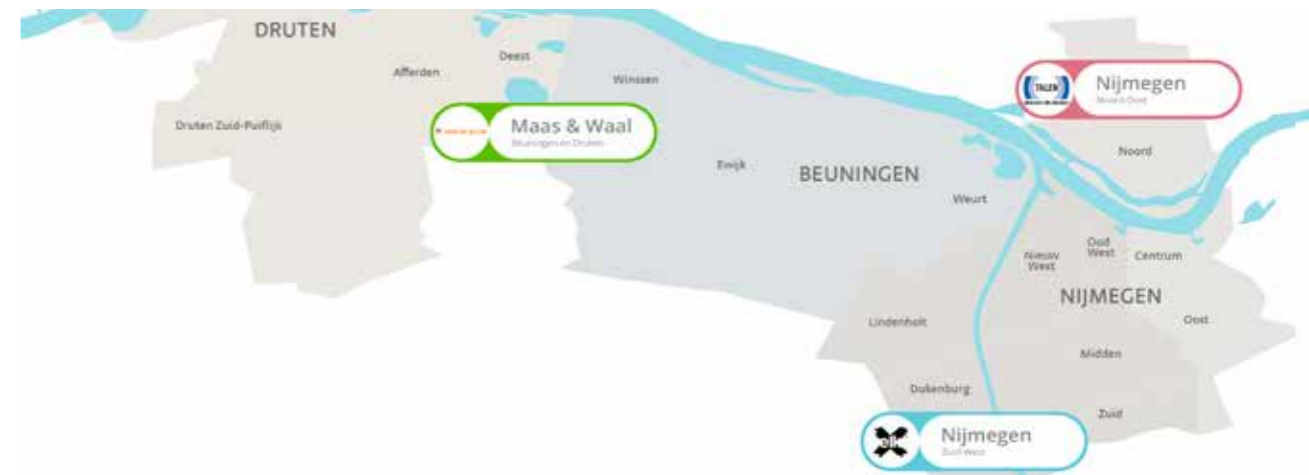 DRUTEN
Deest
Afferden
Winssen
Druten Zuid-Puiflijk
Maas & Waal
Beuningen en Druten
TALEN
Nijmegen
Noord & Oost
Noord
Ewijk
BEUNINGEN
Weurt
Oud
West
Nieuw
West
Centrum
NIJMEGEN
Oost
Lindenholt
Midden
Dukenburg
Zuid
Nijmegen
Zuid-West